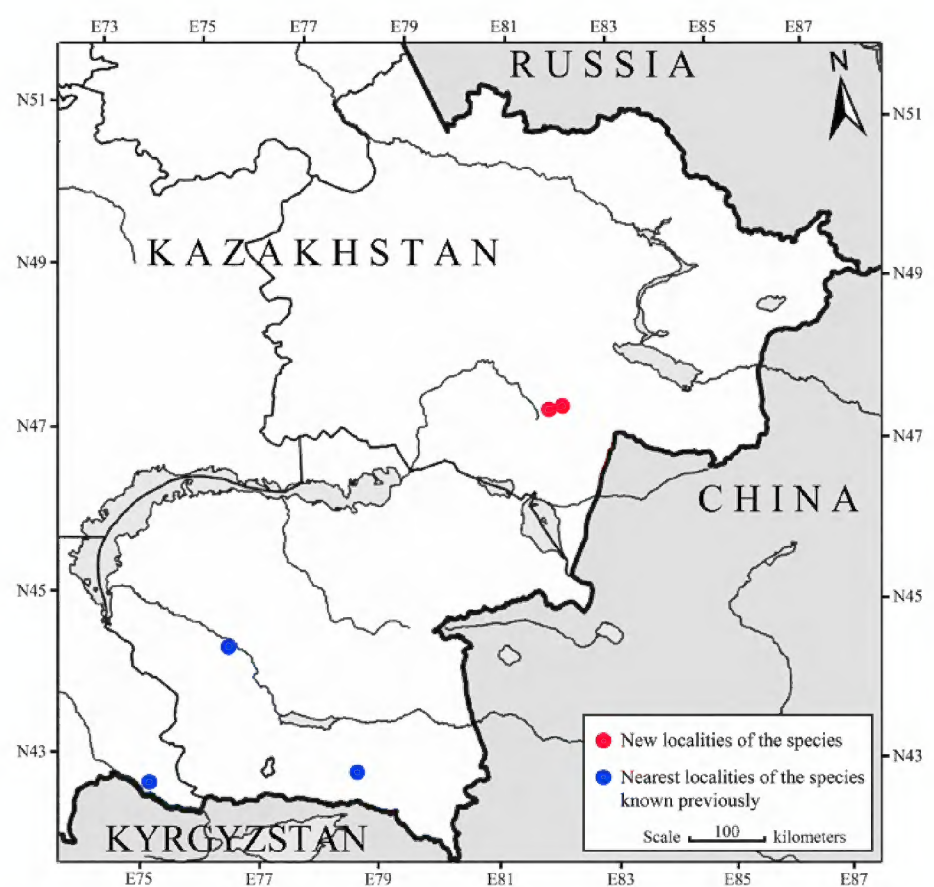 E73 E75 E77 E79 E81 E83 E85 E87
RUSSIA
N
N51 N51
KAZAKHSTAN
N49 N49
N47 N47
CHINA
N45 N45
New localities of the species
N43 N43
Nearest localities of the species
known previously
Scale 100 kilometers
KYRGYZSTAN
E75 E77 E79 E81 E83 E85 E87